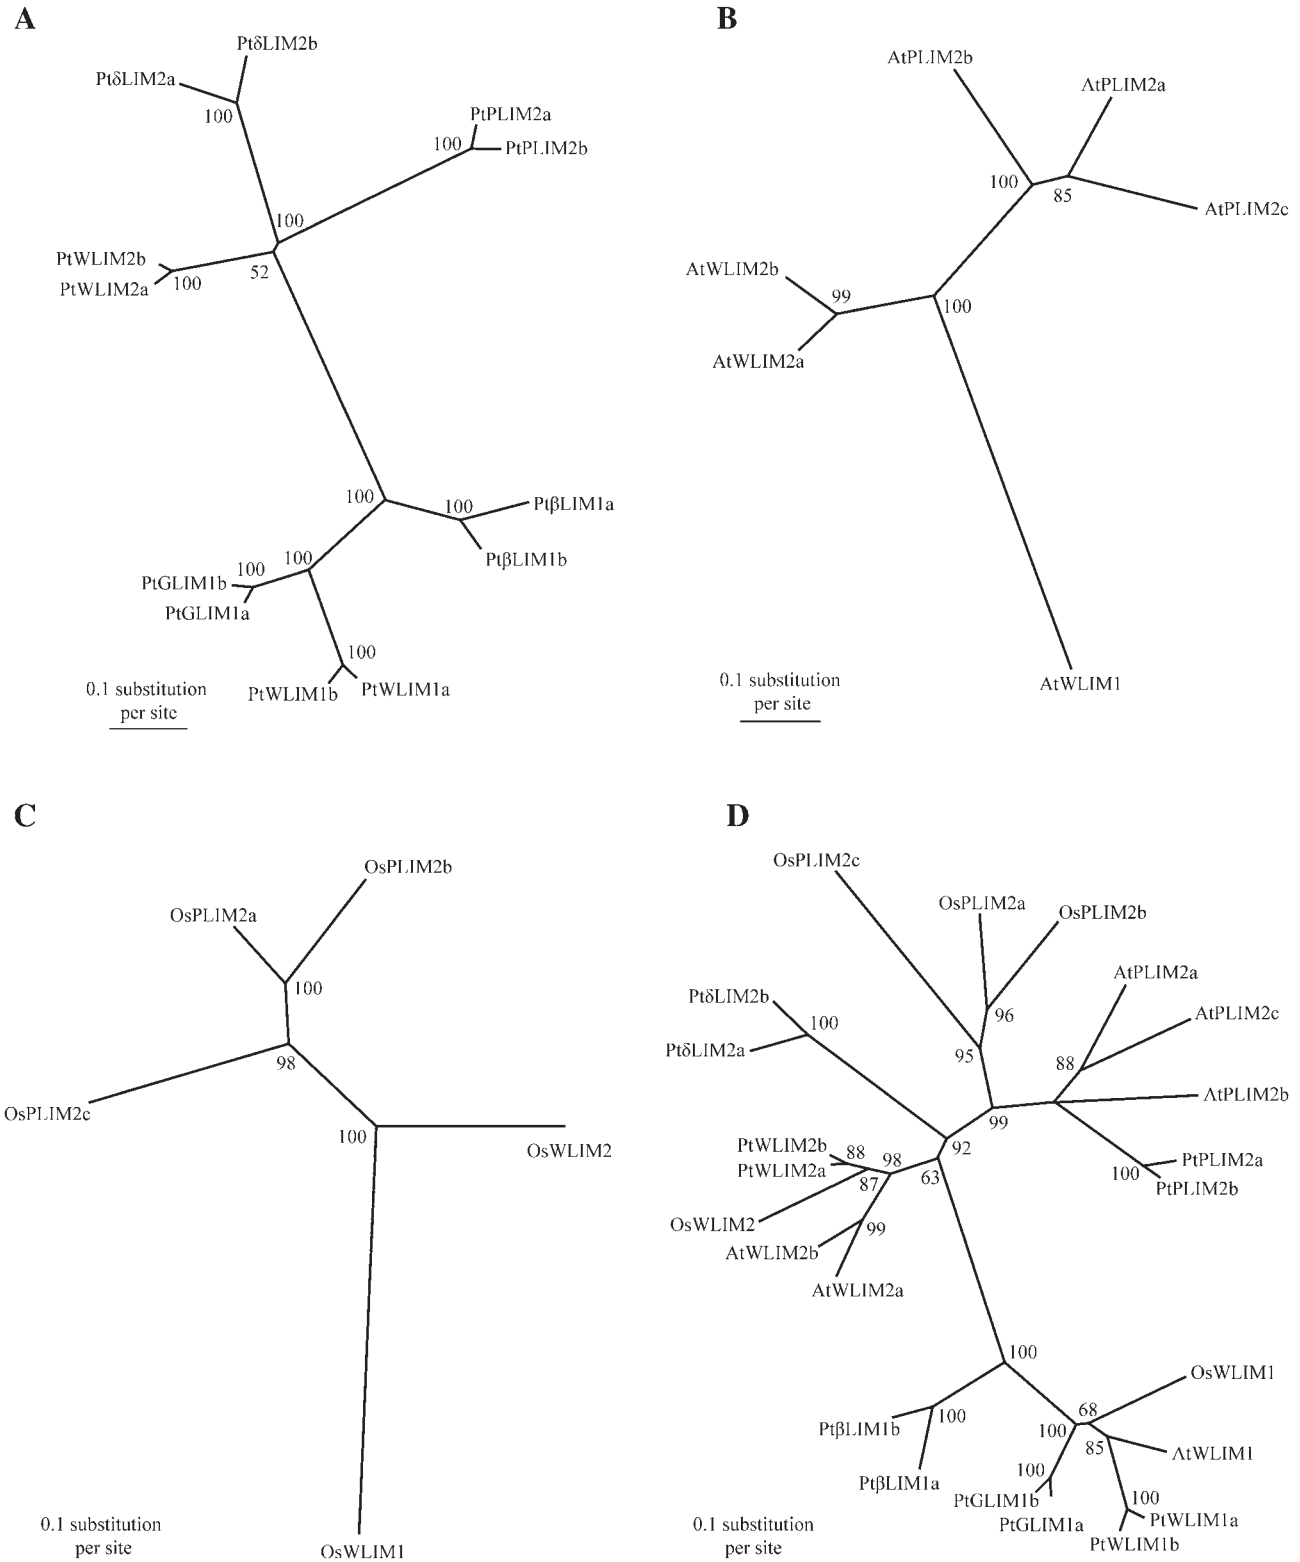 A
PtδLIM2b
PtδLIM2a
100
PtPLIM2a
100
PtPLIM2b
100
PtWLIM2b
PtWLIM2a
100
52
100
100
PtβLIM1a
PtβLIM1b
100
100
PtGLIM1b
PtGLIM1a
100
PtWLIM1b
PtWLIM1a
0.1 substitution
per site
B
AtPLIM2b
AtPLIM2a
100
85
AtPLIM2c
AtWLIM2b
99
100
AtWLIM2a
AtWLIM1
0.1 substitution
per site
C
OsPLIM2b
OsPLIM2a
100
98
OsPLIM2c
100
OsWLIM2
OsWLIM1
0.1 substitution
per site
D
OsPLIM2c
OsPLIM2a
OsPLIM2b
AtPLIM2a
PtδLIM2b
100
96
AtPLIM2c
PtδLIM2a
95
88
AtPLIM2b
99
92
PtWLIM2b
88
98
PtWLIM2a
87
63
100
PtPLIM2a
PtPLIM2b
OsWLIM2
99
AtWLIM2b
AtWLIM2a
100
OsWLIM1
68
PtβLIM1b
100
100
85
AtWLIM1
PtβLIM1a
100
PtGLIM1b
PtGLIM1a
100
PtWLIM1a
PtWLIM1b
0.1 substitution
per site